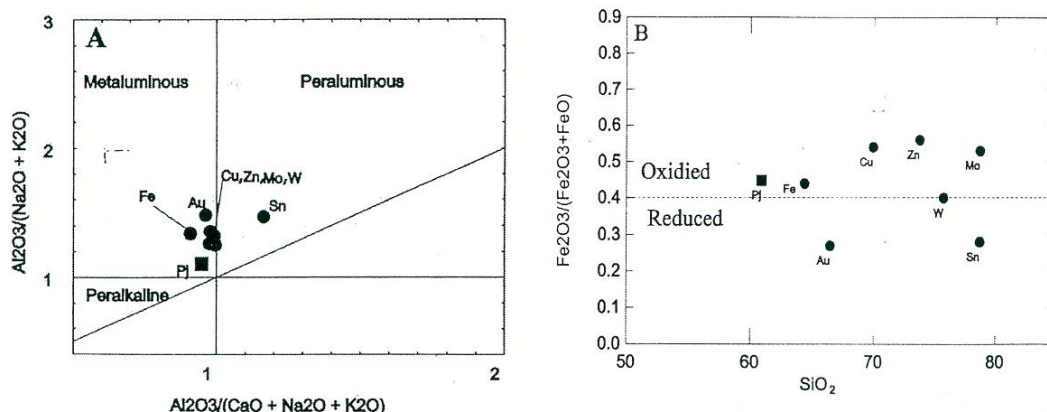 3
A
Metaluminous
Peraluminous
2
Cu,Zn,Mo,W
Fe
Au
Sn
Pj
1
Peralkaline
1
2
Al2O3/(Na2O + K2O)
Al2O3/(CaO + Na2O + K2O)
0.9
B
0.8
0.7
0.6
0.5
0.4
0.3
0.2
0.1
0.0
Cu
Zn
Mo
Oxidied
Pj
Fe
W
Reduced
Au
Sn
50
60
70
80
SiO2
Fe2O3/(Fe2O3+FeO)